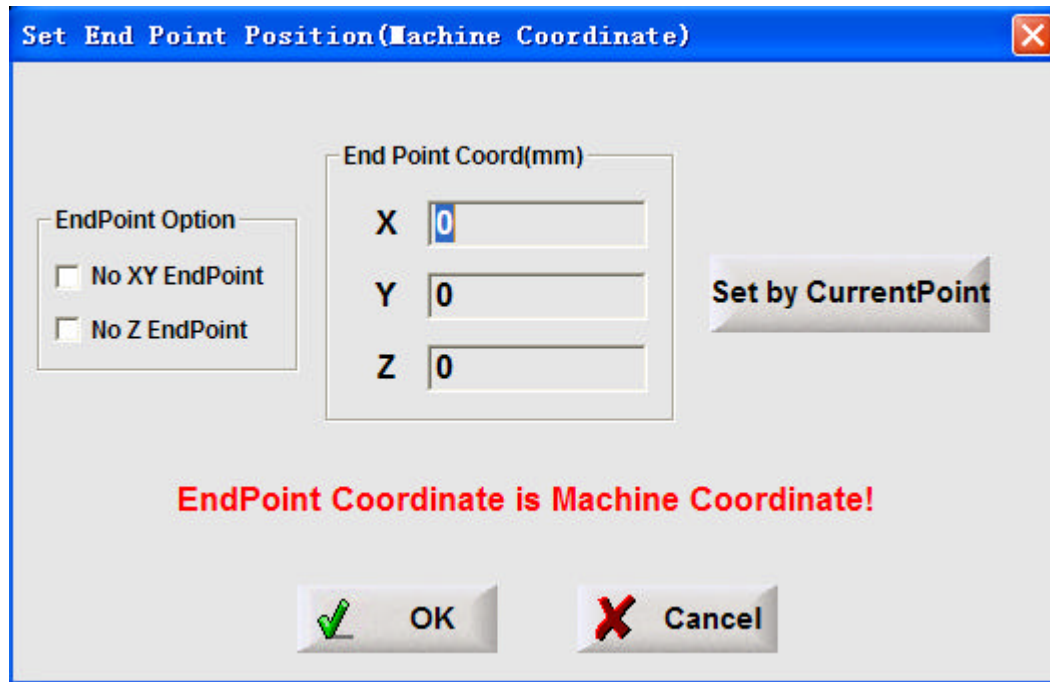 Set End Point Position(Machine Coordinate)
End Point Coord(mm)
EndPoint Option
No XY EndPoint
No Z EndPoint
X 0
Y 0
Z 0
Set by CurrentPoint
EndPoint Coordinate is Machine Coordinate!
OK
Cancel